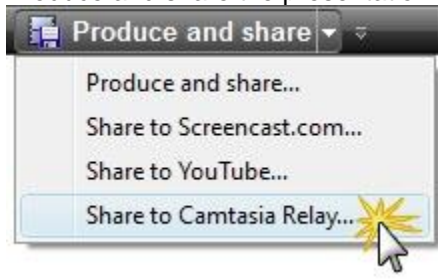 Produce and share
Produce and share...
Share to Screencast.com...
Share to YouTube...
Share to Camtasia Relay...